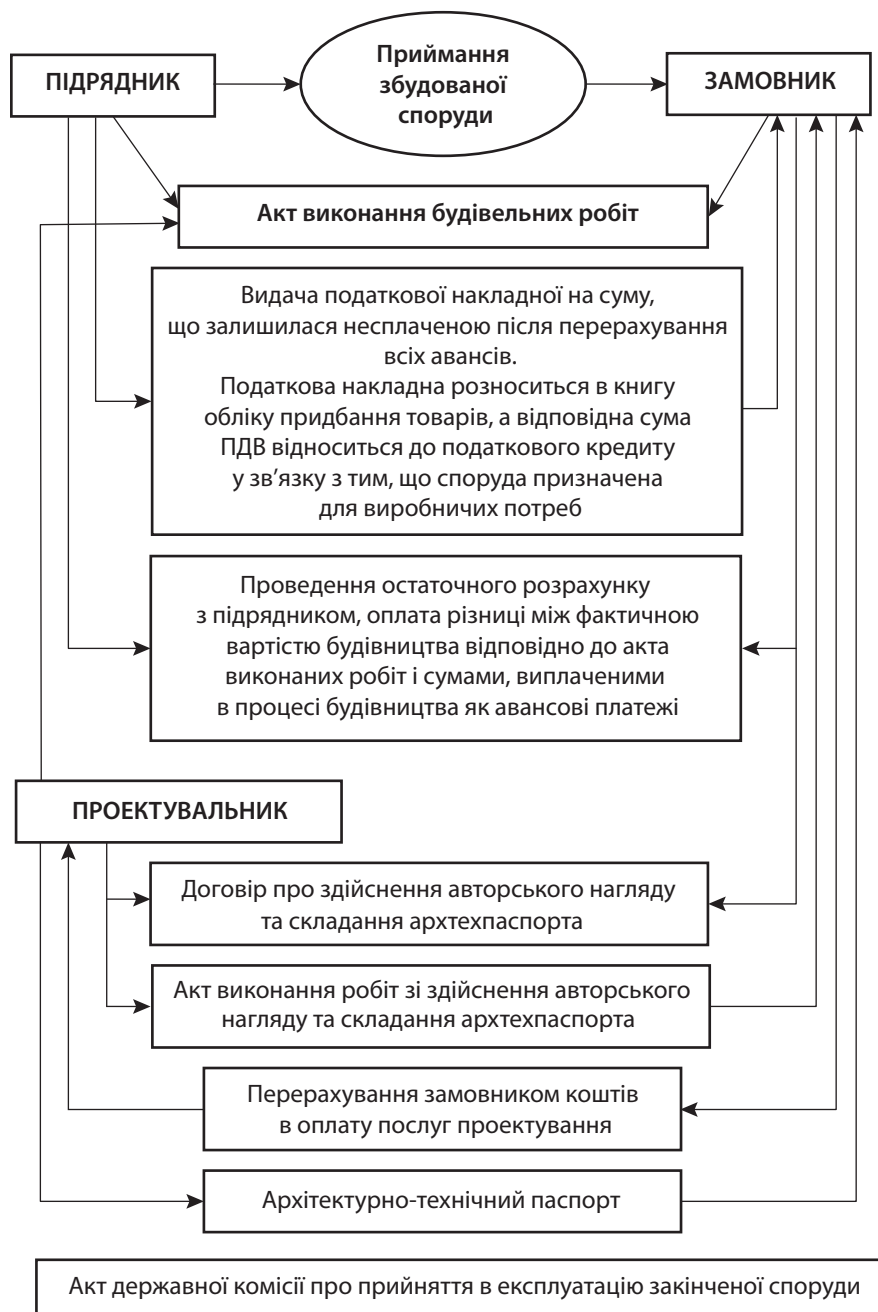 ПІДРЯДНИК
Приймання
збудованої
споруди
ЗАМОВНИК
Акт виконання будівельних робіт
Видача податкової накладної на суму,
що залишилася несплаченою після перерахування
всіх авансів.
Податкова накладна розноситься в книгу
обліку придбання товарів, а відповідна сума
ПДВ відноситься до податкового кредиту
у зв’язку з тим, що споруда призначена
для виробничих потреб
Проведення остаточного розрахунку
з підрядником, оплата різниці між фактичною
вартістю будівництва відповідно до акта
виконаних робіт і сумами, виплаченими
в процесі будівництва як авансові платежі
ПРОЕКТУВАЛЬНИК
Договір про здійснення авторського нагляду
та складання архтехпаспорта
Акт виконання робіт зі здійснення авторського
нагляду та складання архтехпаспорта
Перерахування замовником коштів
в оплату послуг проектування
Архітектурно-технічний паспорт
Акт державної комісії про прийняття в експлуатацію закінченої споруди